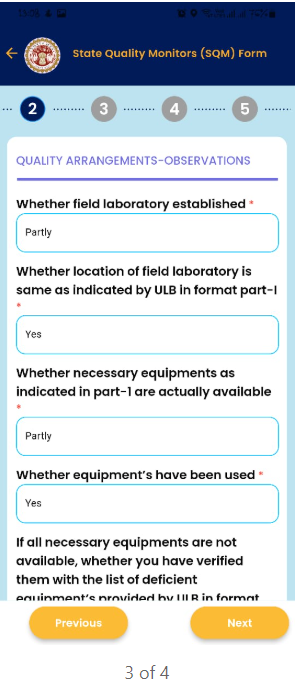 State Quality Monitors (SQM) Form
2 3 4 5
QUALITY ARRANGEMENTS-OBSERVATIONS
Whether field laboratory established *
Partly
Whether location of field laboratory is
same as indicated by ULB in format part-I
*
Yes
Whether necessary equipments as
indicated in part-1 are actually available
*
Partly
Whether equipment's have been used *
Yes
If all necessary equipments are not
available, whether you have verified
them with the list of deficient
equipment's provided by ULB in format
Previous Next
3 of 4